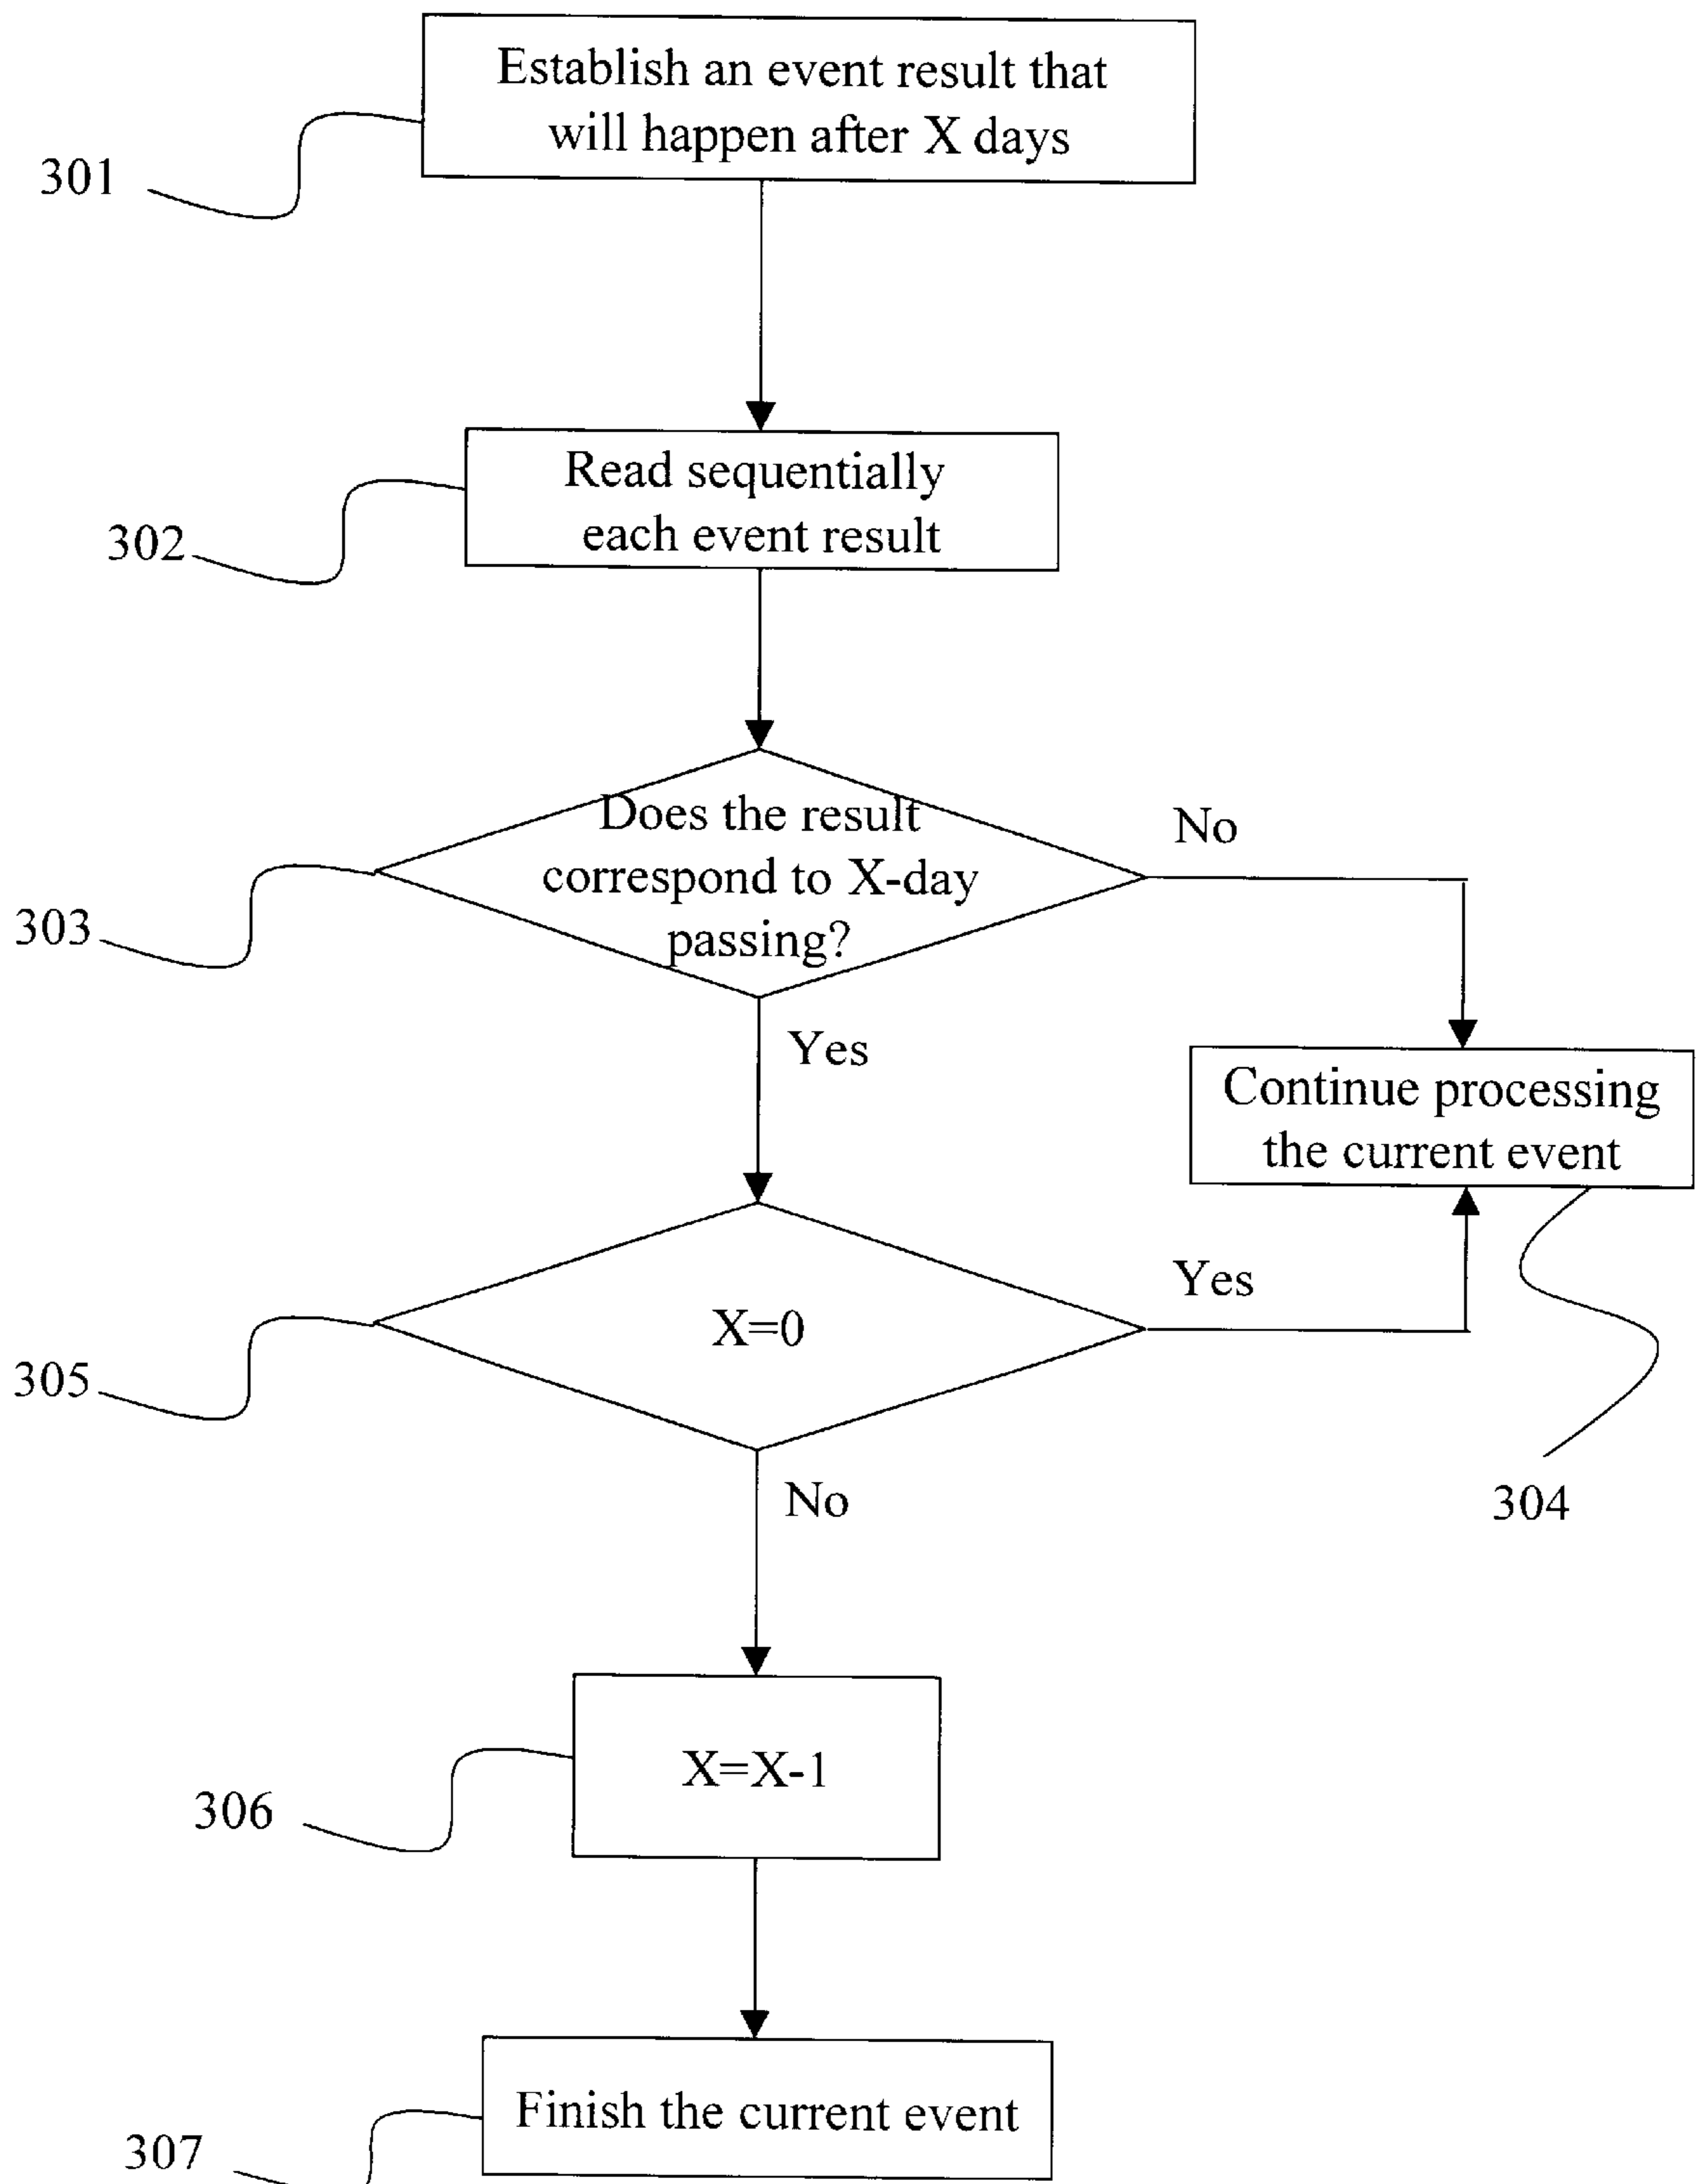 Establish an event result that
will happen after X days
301
Read sequentially
each event result
302
Does the result
correspond to X-day
passing?
No
303
Yes
Continue processing
the current event
X=0
Yes
305
No
304
X=X-1
306
Finish the current event
307